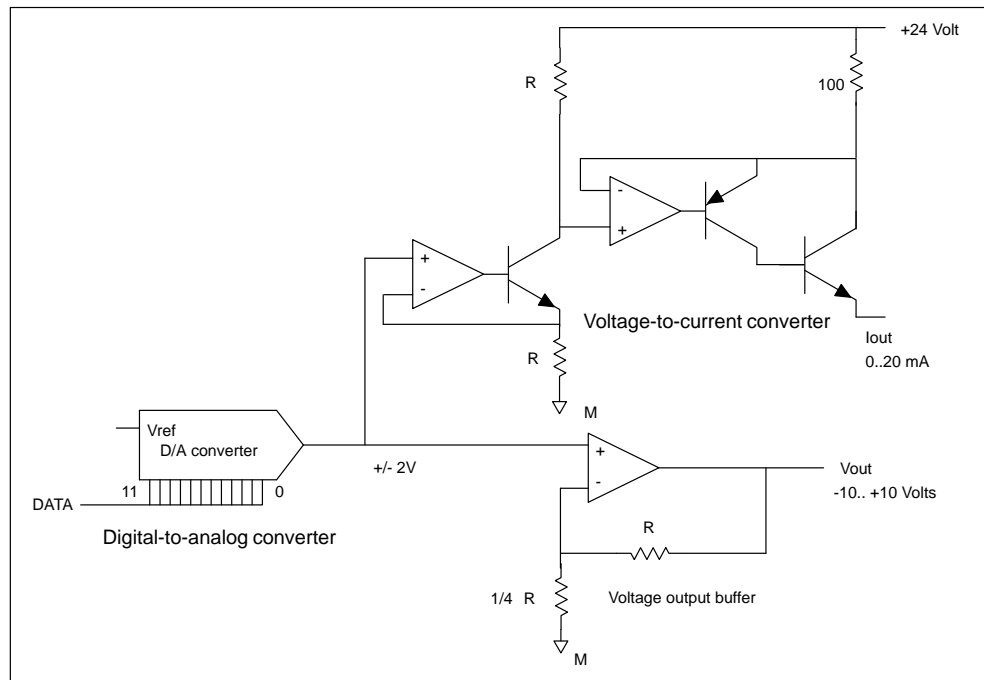 +24 Volt
R
100
-
+
+
-
Voltage-to-current converter
R
Iout
0..20 mA
M
Vref
D/A converter
+
-
+/- 2V
Vout
-10.. +10 Volts
11
0
DATA
R
Digital-to-analog converter
1/4 R
Voltage output buffer
M